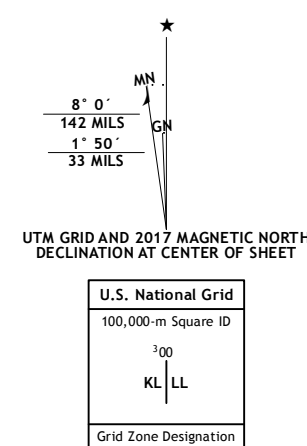 ★
MN
GN
8° 0´
142 MILS
1° 50´
33 MILS
UTM GRID AND 2017 MAGNETIC NORTH
DECLINATION AT CENTER OF SHEET
U.S. National Grid
100,000-m Square ID
³00
KL LL
Grid Zone Designation